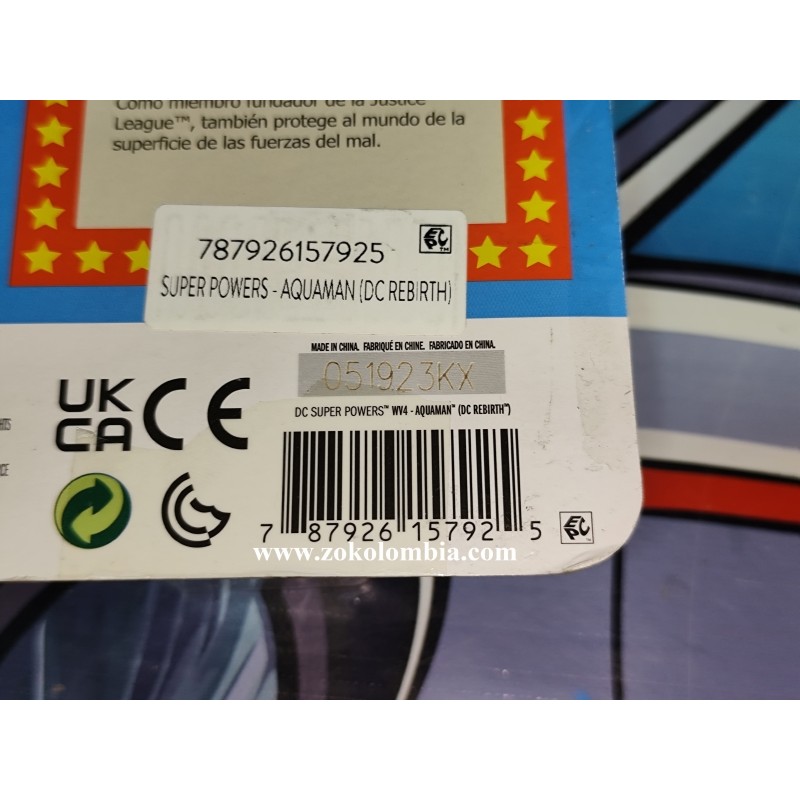 Como miembro fundador de la Justice
League™, también protege al mundo de la
superficie de las fuerzas del mal.
787926157925
EPC™
SUPER POWERS - AQUAMAN (DC REBIRTH)
MADE IN CHINA. FABRIQUÉ EN CHINE. FABRICADO EN CHINA.
051923KX
DC SUPER POWERS™ WV4 - AQUAMAN™ (DC REBIRTH™)
UK
CA CE
7 87926 15792 5
EPC
www.zokolombia.com